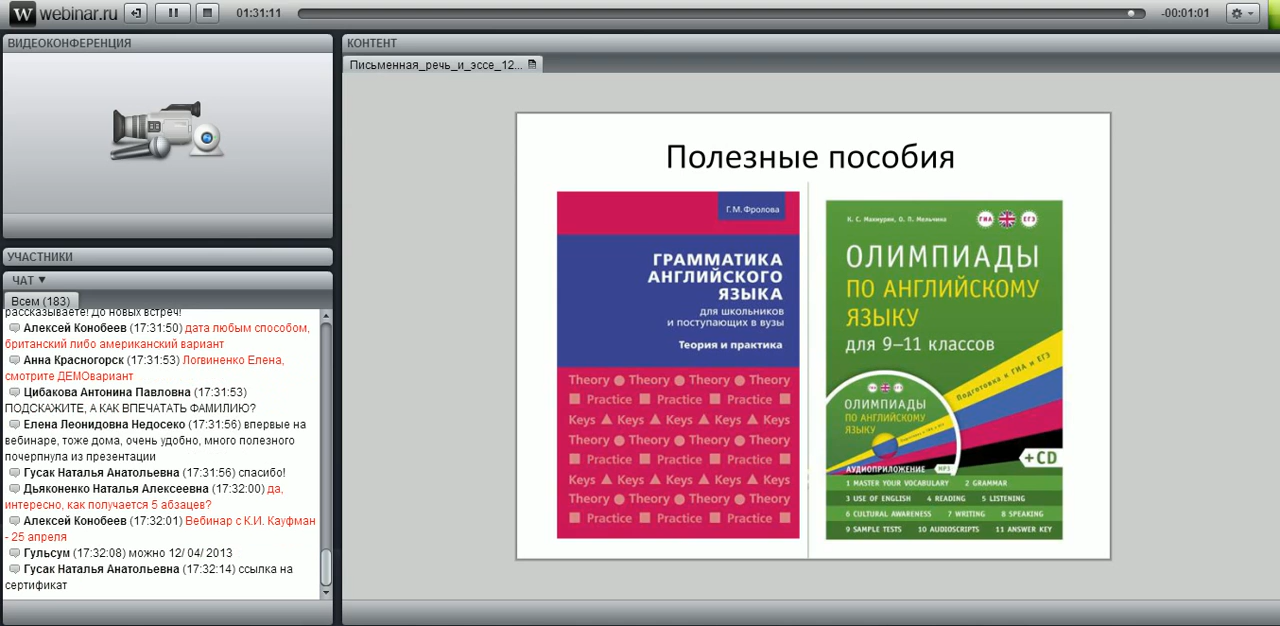 W webinar.ru
01:31:11
-00:01:01
ВИДЕОКОНФЕРЕНЦИЯ
УЧАСТНИКИ
ЧАТ ▼
Всем (183)
рассказываете! До новых встреч!
Алексей Конобеев (17:31:50) дата любым способом,
британский либо американский вариант
Анна Красногорск (17:31:53) Логвиненко Елена,
смотрите ДЕМОвариант
Цибакова Антонина Павловна (17:31:53)
ПОДСКАЖИТЕ, А КАК ВПЕЧАТАТЬ ФАМИЛИЮ?
Елена Леонидовна Недосеко (17:31:56) впервые на
вебинаре, тоже дома, очень удобно, много полезного
почерпнула из презентации
Гусак Наталья Анатольевна (17:31:56) спасибо!
Дьяконенко Наталья Алексеевна (17:32:00) да,
интересно, как получается 5 абзацев?
Алексей Конобеев (17:32:01) Вебинар с К.И. Кауфман
- 25 апреля
Гульсум (17:32:08) можно 12/ 04/ 2013
Гусак Наталья Анатольевна (17:32:14) ссылка на
сертификат
КОНТЕНТ
Письменная_речь_и_эссе_12...
Полезные пособия
Г. М. Фролова
ГРАММАТИКА
АНГЛИЙСКОГО
ЯЗЫКА
для школьников
и поступающих в вузы
Теория и практика
Theory ● Theory ● Theory ● Theory
■ Practice ■ Practice ■ Practice ■
Keys ▲ Keys ▲ Keys ▲ Keys ▲ Keys
Theory ● Theory ● Theory ● Theory
■ Practice ■ Practice ■ Practice ■
Keys ▲ Keys ▲ Keys ▲ Keys ▲ Keys
Theory ● Theory ● Theory ● Theory
■ Practice ■ Practice ■ Practice ■
К. С. Махмурян, О. П. Мельчина
ГИА ЕГЭ
ОЛИМПИАДЫ
ПО АНГЛИЙСКОМУ
ЯЗЫКУ
для 9–11 классов
Подготовка к ГИА и ЕГЭ
ОЛИМПИАДЫ
ПО АНГЛИЙСКОМУ
ЯЗЫКУ
АУДИОПРИЛОЖЕНИЕ MP3
+CD
1 MASTER YOUR VOCABULARY 2 GRAMMAR
3 USE OF ENGLISH 4 READING 5 LISTENING
6 CULTURAL AWARENESS 7 WRITING 8 SPEAKING
9 SAMPLE TESTS 10 AUDIOSCRIPTS 11 ANSWER KEY